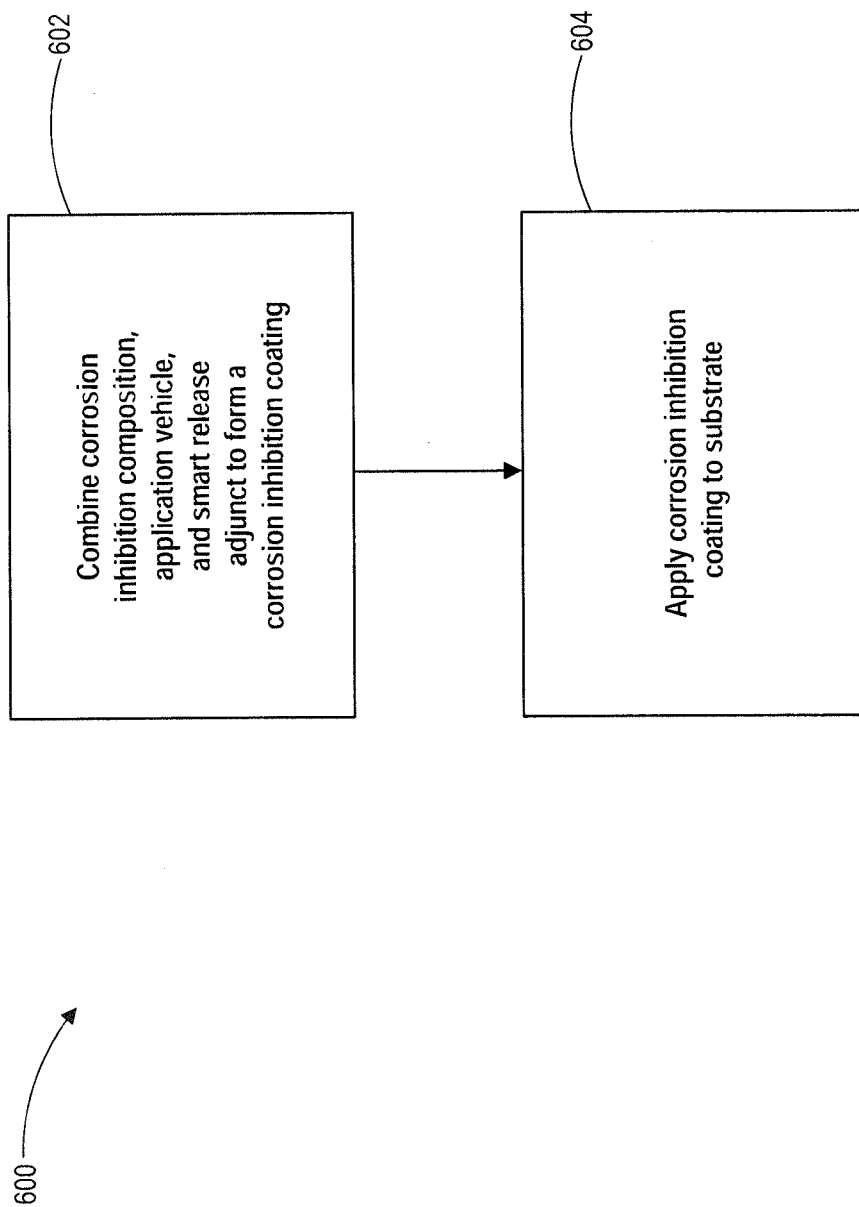 600
602
Combine corrosion
inhibition composition,
application vehicle,
and smart release
adjunct to form a
corrosion inhibition coating
604
Apply corrosion inhibition
coating to substrate